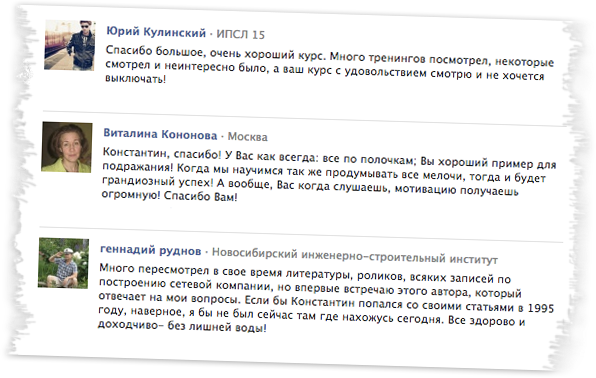 Юрий Кулинский · ИПСЛ 15
Спасибо большое, очень хороший курс. Много тренингов посмотрел, некоторые
смотрел и неинтересно было, а ваш курс с удовольствием смотрю и не хочется
выключать!
Виталина Кононова · Москва
Константин, спасибо! У Вас как всегда: все по полочкам; Вы хороший пример для
подражания! Когда мы научимся так же продумывать все мелочи, тогда и будет
грандиозный успех! А вообще, Вас когда слушаешь, мотивацию получаешь
огромную! Спасибо Вам!
геннадий руднов · Новосибирский инженерно-строительный институт
Много пересмотрел в свое время литературы, роликов, всяких записей по
построению сетевой компании, но впервые встречаю этого автора, который
отвечает на мои вопросы. Если бы Константин попался со своими статьями в 1995
году, наверное, я бы не был сейчас там где нахожусь сегодня. Все здорово и
доходчиво- без лишней воды!